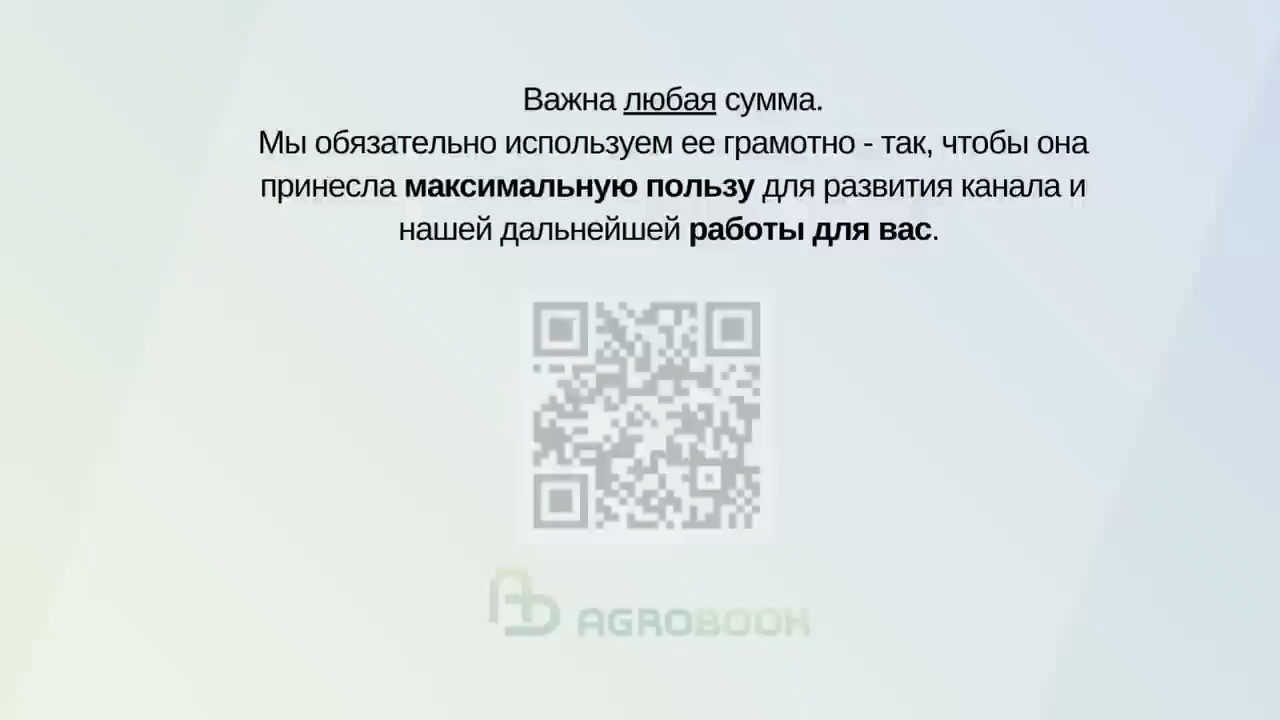 Важна любая сумма.
Мы обязательно используем ее грамотно - так, чтобы она
принесла максимальную пользу для развития канала и
нашей дальнейшей работы для вас.
AGROBOOK